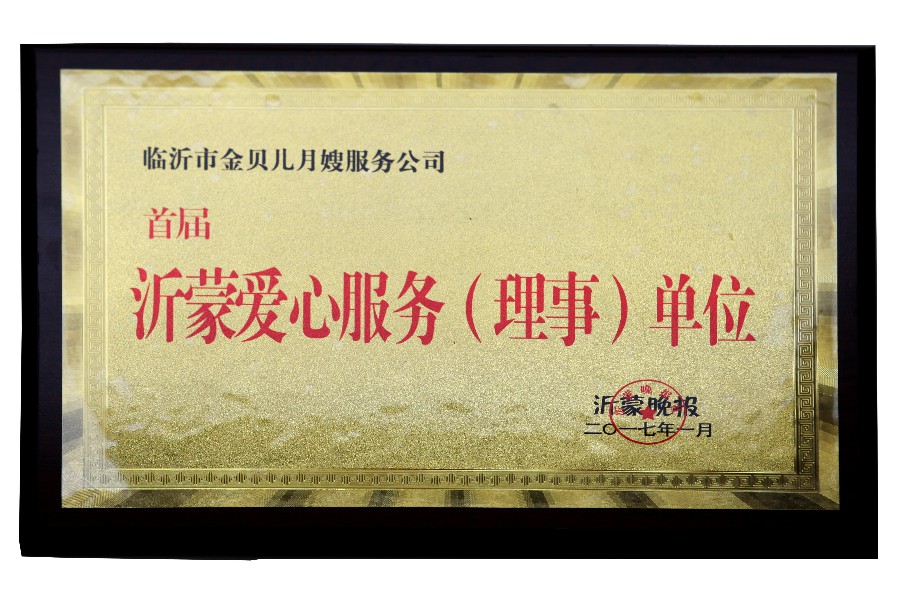 临沂市金贝儿月嫂服务公司
首届
沂蒙爱心服务（理事）单位
沂蒙晚报
二〇一七年一月